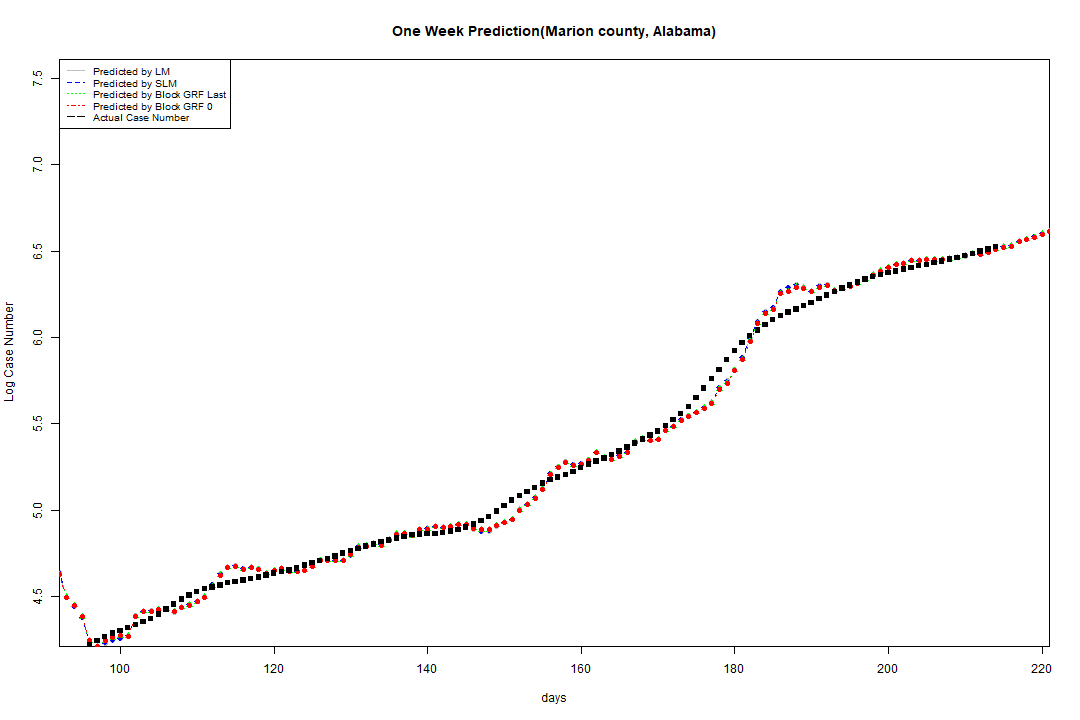 One Week Prediction(Marion county, Alabama)
Predicted by LM
Predicted by SLM
Predicted by Block GRF Last
Predicted by Block GRF 0
Actual Case Number
7.5
7.0
6.5
6.0
5.5
5.0
4.5
Log Case Number
100 120 140 160 180 200 220
days